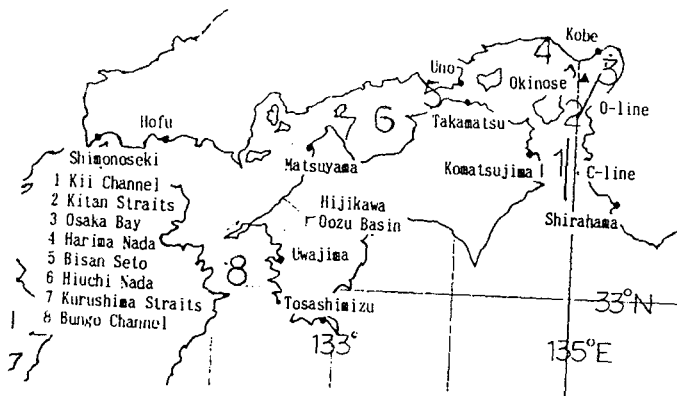 Kobe
4
Uno
3
Okinose
5
2
O-line
Hofu
6
Takamatsu
Shimonoseki
Matsuyama
Komatsujima
1
C-line
1 Kii Channel
2 Kitan Straits
3 Osaka Bay
4 Harima Nada
5 Bisan Seto
6 Hiuchi Nada
7 Kurushima Straits
8 Bungo Channel
Hijikawa
Oozu Basin
Shirahama
8
Uwajima
Tosashimizu
33°N
133°
135°E